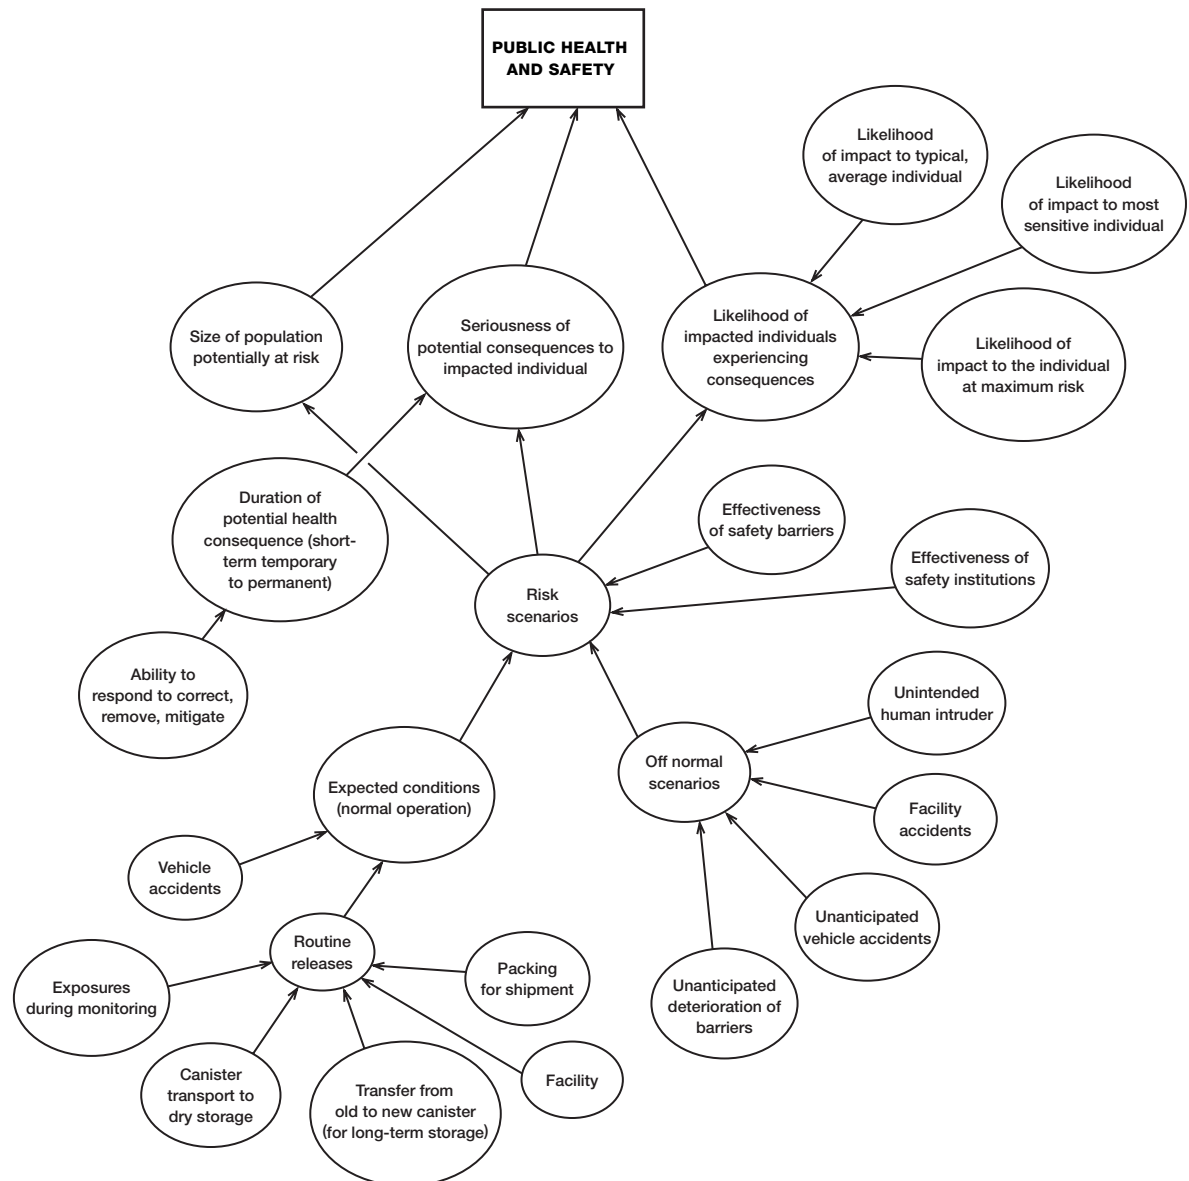 PUBLIC HEALTH
AND SAFETY
Likelihood
of impact to typical,
average individual
Likelihood
of impact to most
sensitive individual
Size of population
potentially at risk
Seriousness of
potential consequences to
impacted individual
Likelihood of
impacted individuals
experiencing
consequences
Likelihood of
impact to the individual
at maximum risk
Duration of
potential health
consequence (short-
term temporary
to permanent)
Effectiveness
of safety barriers
Effectiveness of
safety institutions
Risk
scenarios
Ability to
respond to correct,
remove, mitigate
Unintended
human intruder
Expected conditions
(normal operation)
Off normal
scenarios
Facility
accidents
Vehicle
accidents
Unanticipated
vehicle accidents
Routine
releases
Exposures
during monitoring
Packing
for shipment
Unanticipated
deterioration of
barriers
Canister
transport to
dry storage
Transfer from
old to new canister
(for long-term storage)
Facility